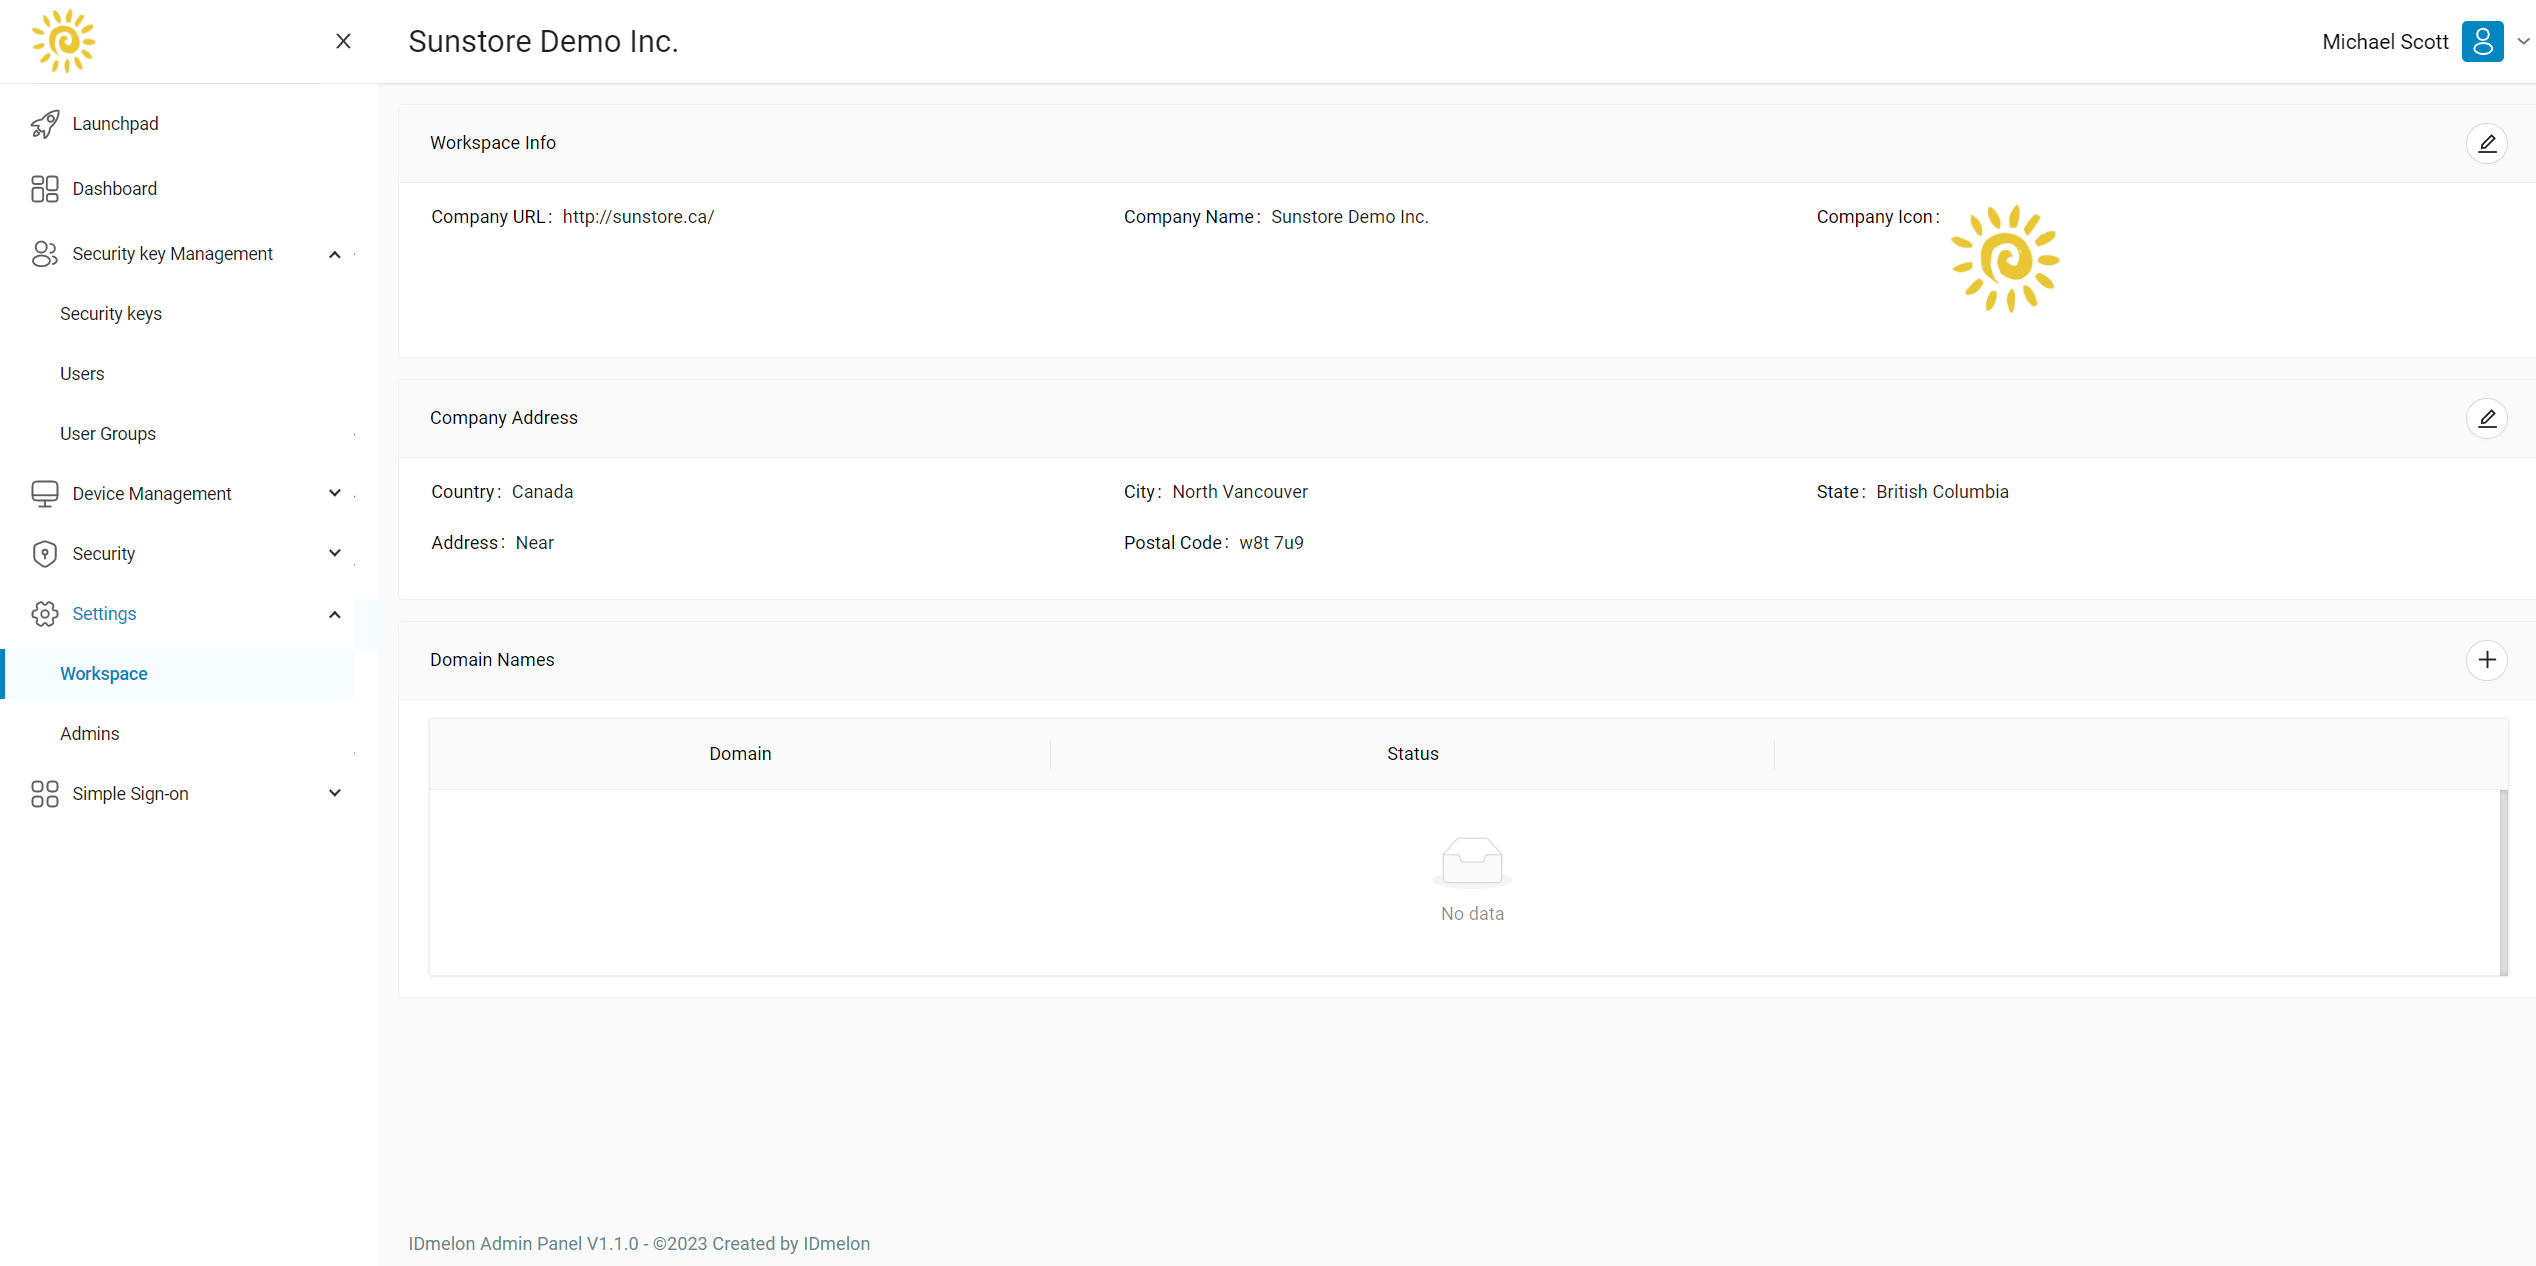 Sunstore Demo Inc.
Michael Scott
Launchpad
Dashboard
Security key Management
Security keys
Users
User Groups
Device Management
Security
Settings
Workspace
Admins
Simple Sign-on
Workspace Info
Company URL: http://sunstore.ca/
Company Name: Sunstore Demo Inc.
Company Icon:
Company Address
Country: Canada
City: North Vancouver
State: British Columbia
Address: Near
Postal Code: w8t 7u9
Domain Names
Domain
Status
No data
IDmelon Admin Panel V1.1.0 - ©2023 Created by IDmelon